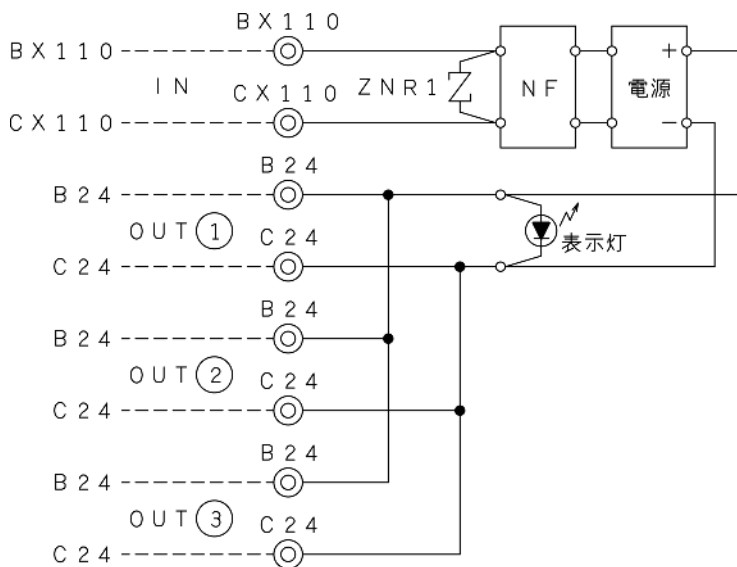 BX110
BX110
IN
CX110
CX110
ZNR1
NF
電源
+
−
B24
B24
OUT①
C24
C24
表示灯
B24
B24
OUT②
C24
C24
B24
B24
OUT③
C24
C24